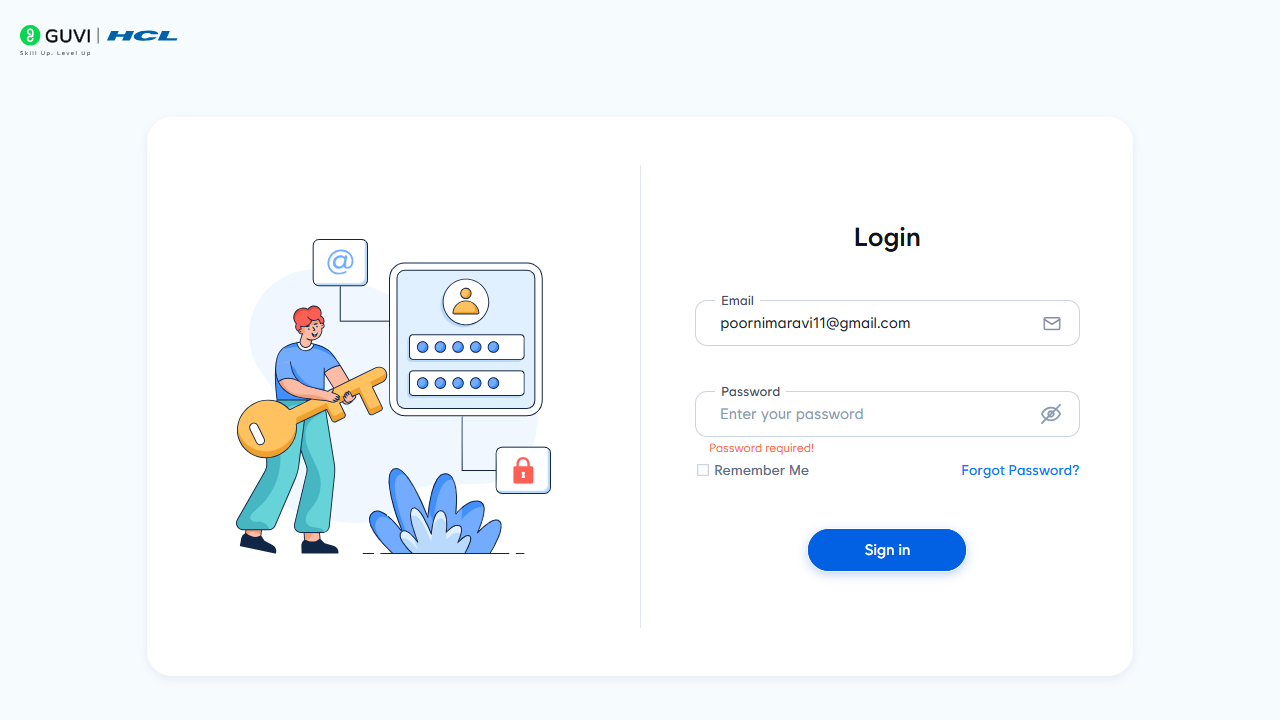 GUVI | HCL
Skill Up. Level Up
@
Login
Email
poornimaravi11@gmail.com
Password
Enter your password
Password required!
Remember Me
Forgot Password?
Sign in